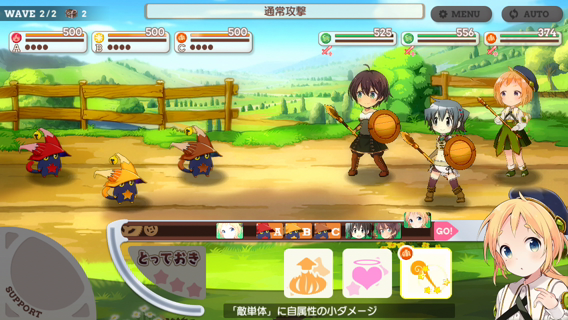 WAVE 2/2 2
通常攻撃
MENU
AUTO
500 500 500
A B C
325 556 374
A B C GO!
SUPPORT
とっておき
「敵単体」に自属性の小ダメージ